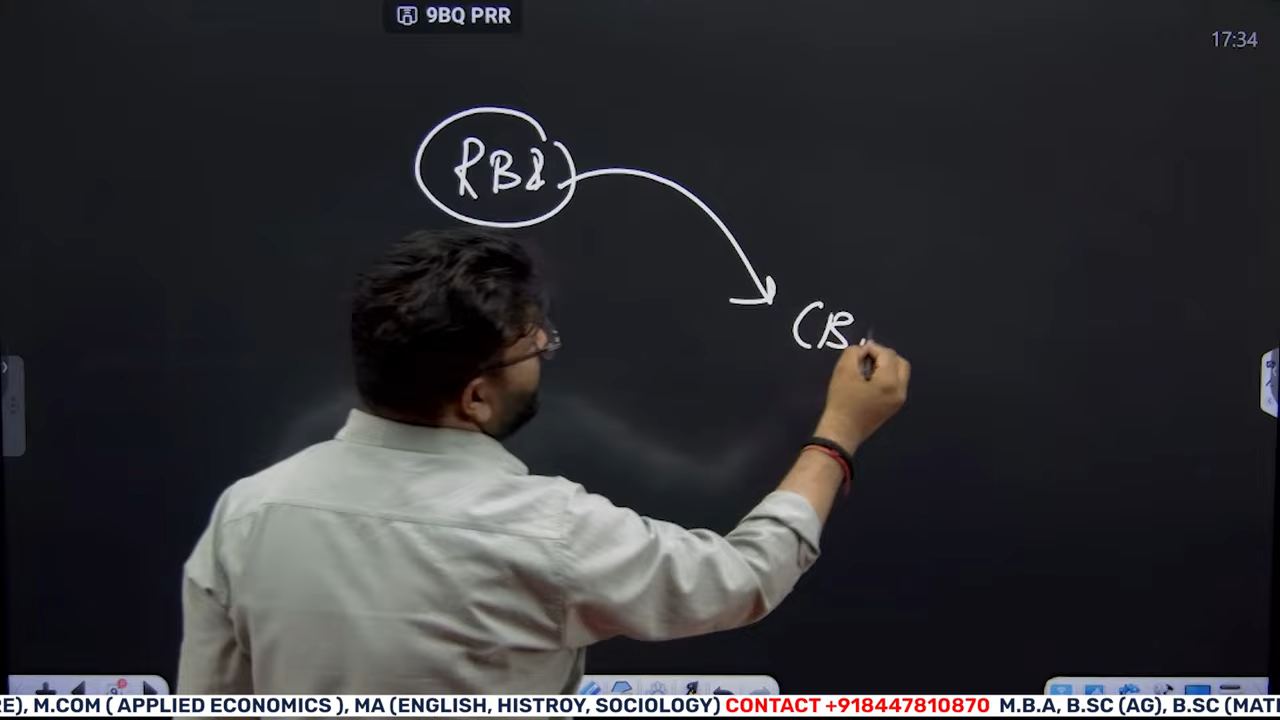 9BQ PRR
17:34
RBI
CB
E), M.COM ( APPLIED ECONOMICS ), MA (ENGLISH, HISTROY, SOCIOLOGY) CONTACT +918447810870 M.B.A, B.SC (AG), B.SC (MAT